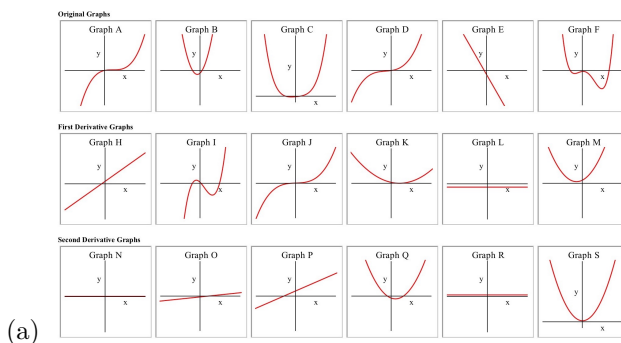 Original Graphs
Graph A Graph B Graph C Graph D Graph E Graph F
y y y y y y
x x x x x x
First Derivative Graphs
Graph H Graph I Graph J Graph K Graph L Graph M
y y y y y y
x x x x x x
Second Derivative Graphs
Graph N Graph O Graph P Graph Q Graph R Graph S
y y y y y y
x x x x x x
(a)